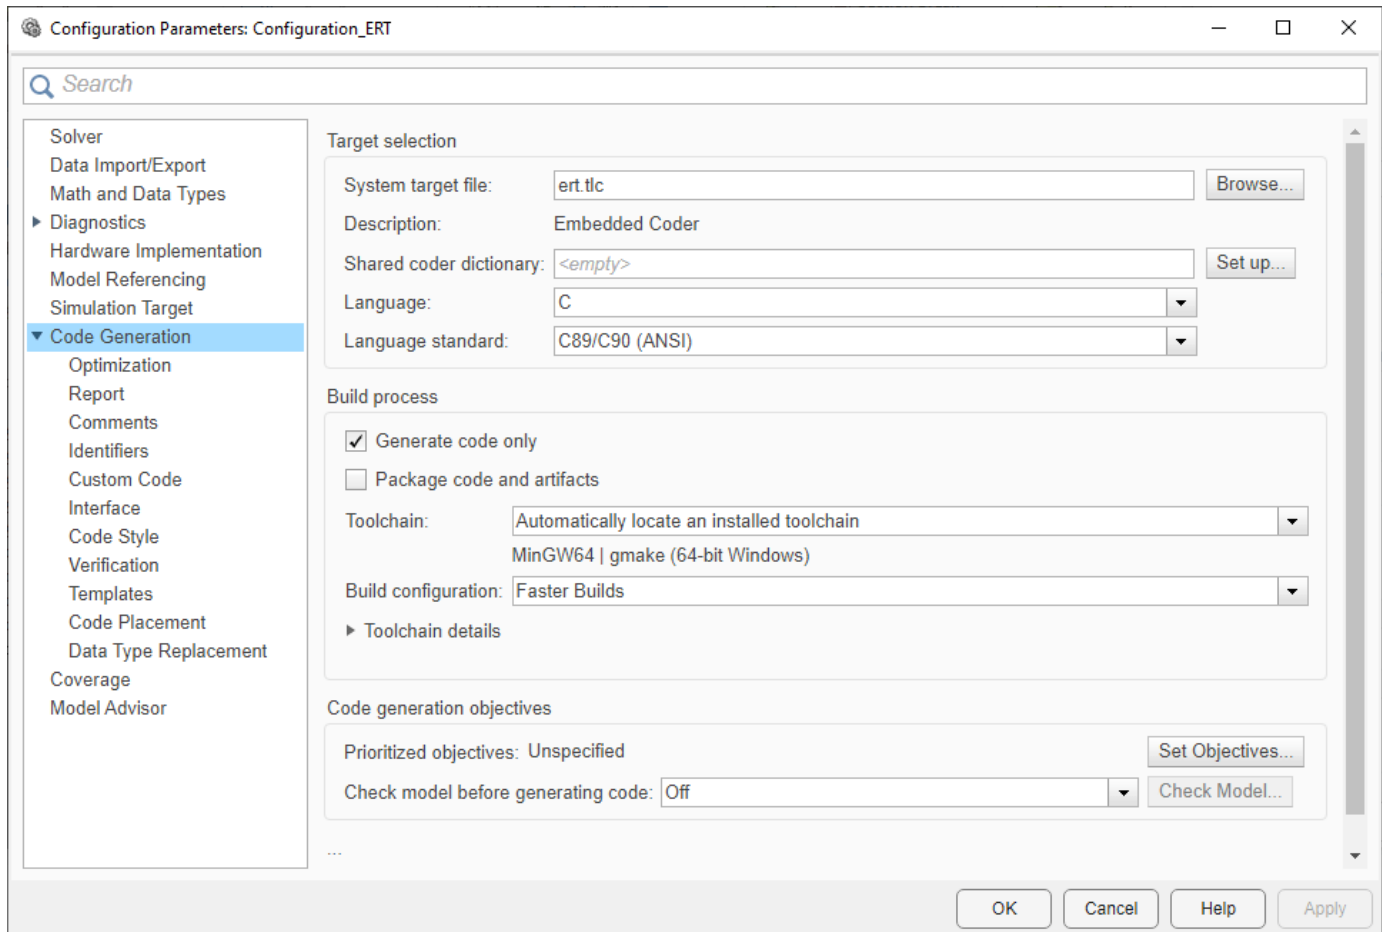 Configuration Parameters: Configuration_ERT
Search
Solver
Data Import/Export
Math and Data Types
Diagnostics
Hardware Implementation
Model Referencing
Simulation Target
Code Generation
Optimization
Report
Comments
Identifiers
Custom Code
Interface
Code Style
Verification
Templates
Code Placement
Data Type Replacement
Coverage
Model Advisor
Target selection
System target file: ert.tlc Browse...
Description: Embedded Coder
Shared coder dictionary: <empty> Set up...
Language: C
Language standard: C89/C90 (ANSI)
Build process
Generate code only
Package code and artifacts
Toolchain: Automatically locate an installed toolchain
MinGW64 | gmake (64-bit Windows)
Build configuration: Faster Builds
Toolchain details
Code generation objectives
Prioritized objectives: Unspecified Set Objectives...
Check model before generating code: Off Check Model...
...
OK Cancel Help Apply